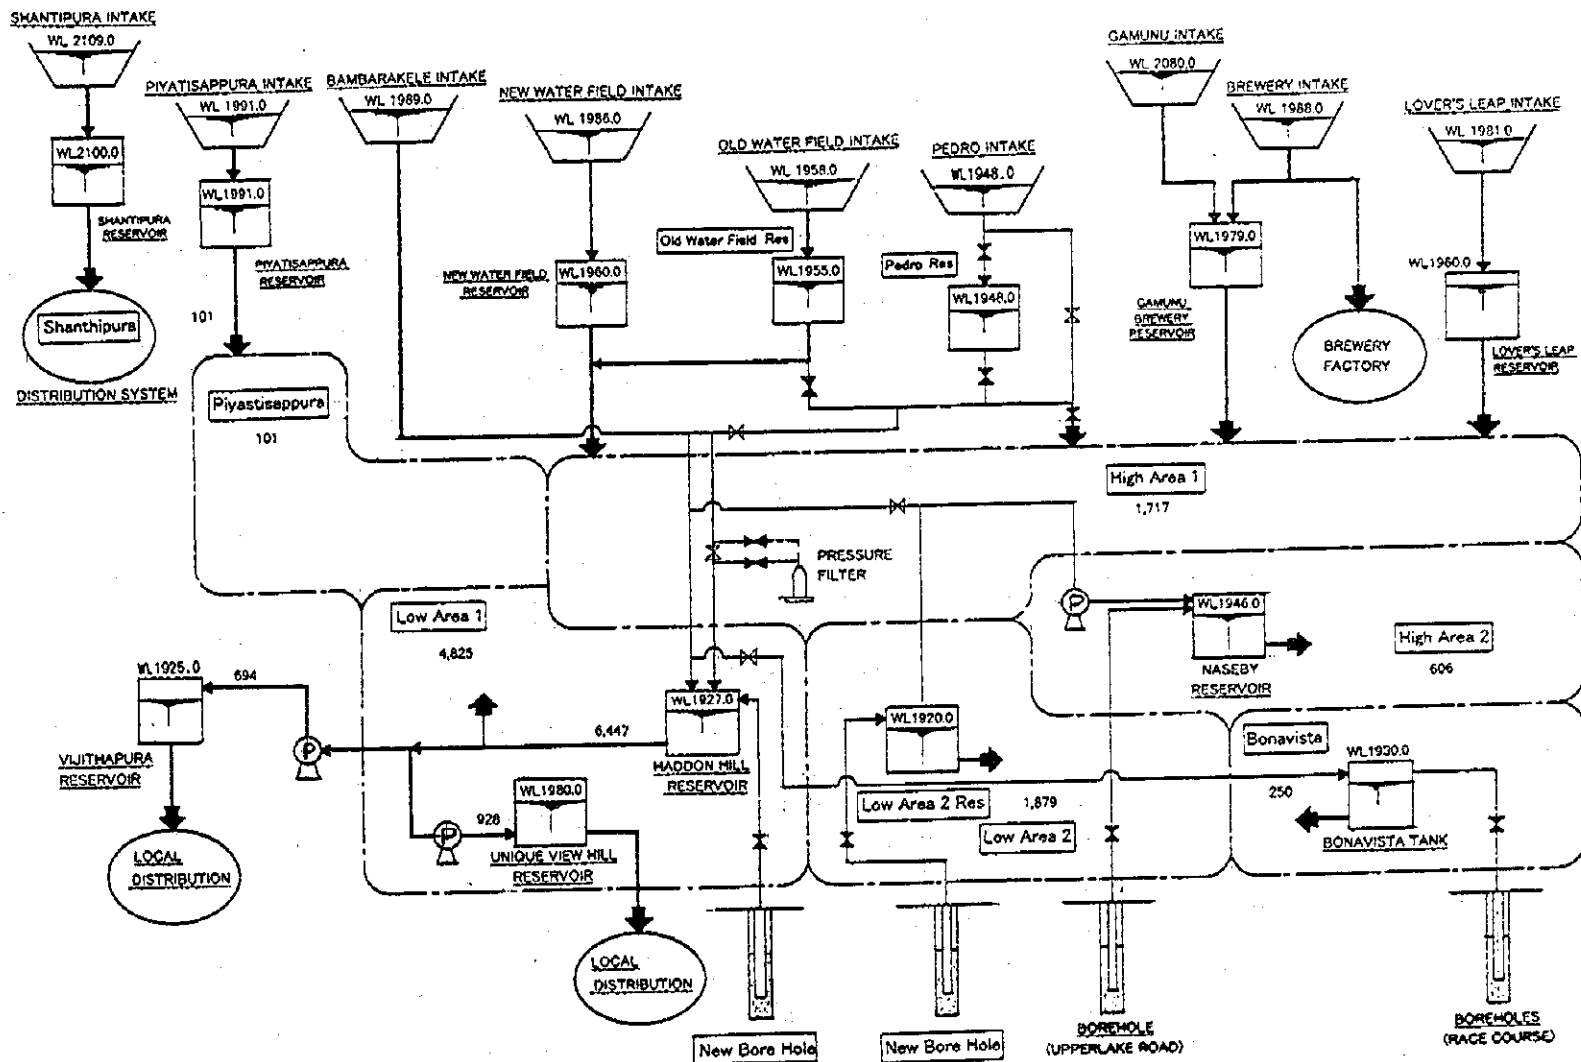 SHANTIPURA INTAKE
WL 2109.0
WL2100.0
SHANTIPURA
RESERVOIR
Shanthipura
DISTRIBUTION SYSTEM
PIYATISAPPURA INTAKE
WL 1991.0
WL1991.0
PIYATISAPPURA
RESERVOIR
101
Piyastisappura
101
BAMBARAKELE INTAKE
WL 1989.0
NEW WATER FIELD INTAKE
WL 1986.0
NEW WATER FIELD
RESERVOIR
WL1960.0
OLD WATER FIELD INTAKE
WL 1958.0
Old Water Field Res
WL1955.0
PEDRO INTAKE
WL1948.0
Pedro Res
WL1948.0
GAMUNU INTAKE
WL 2080.0
BREWERY INTAKE
WL 1988.0
WL1979.0
GAMUNU
BREWERY
RESERVOIR
BREWERY
FACTORY
LOVER'S LEAP INTAKE
WL 1981.0
WL1960.0
LOVER'S LEAP
RESERVOIR
High Area 1
1,717
PRESSURE
FILTER
Low Area 1
4,825
P
WL1946.0
NASEBY
RESERVOIR
High Area 2
606
WL1925.0
694
P
VIJITHAPURA
RESERVOIR
LOCAL
DISTRIBUTION
6,447
WL1927.0
HADDON HILL
RESERVOIR
P
928
WL1980.0
UNIQUE VIEW HILL
RESERVOIR
LOCAL
DISTRIBUTION
WL1920.0
Low Area 2 Res
1,879
Low Area 2
Bonavista
250
WL1930.0
BONAVISTA TANK
New Bore Hole
New Bore Hole
BOREHOLE
(UPPERLAKE ROAD)
BOREHOLES
(RACE COURSE)